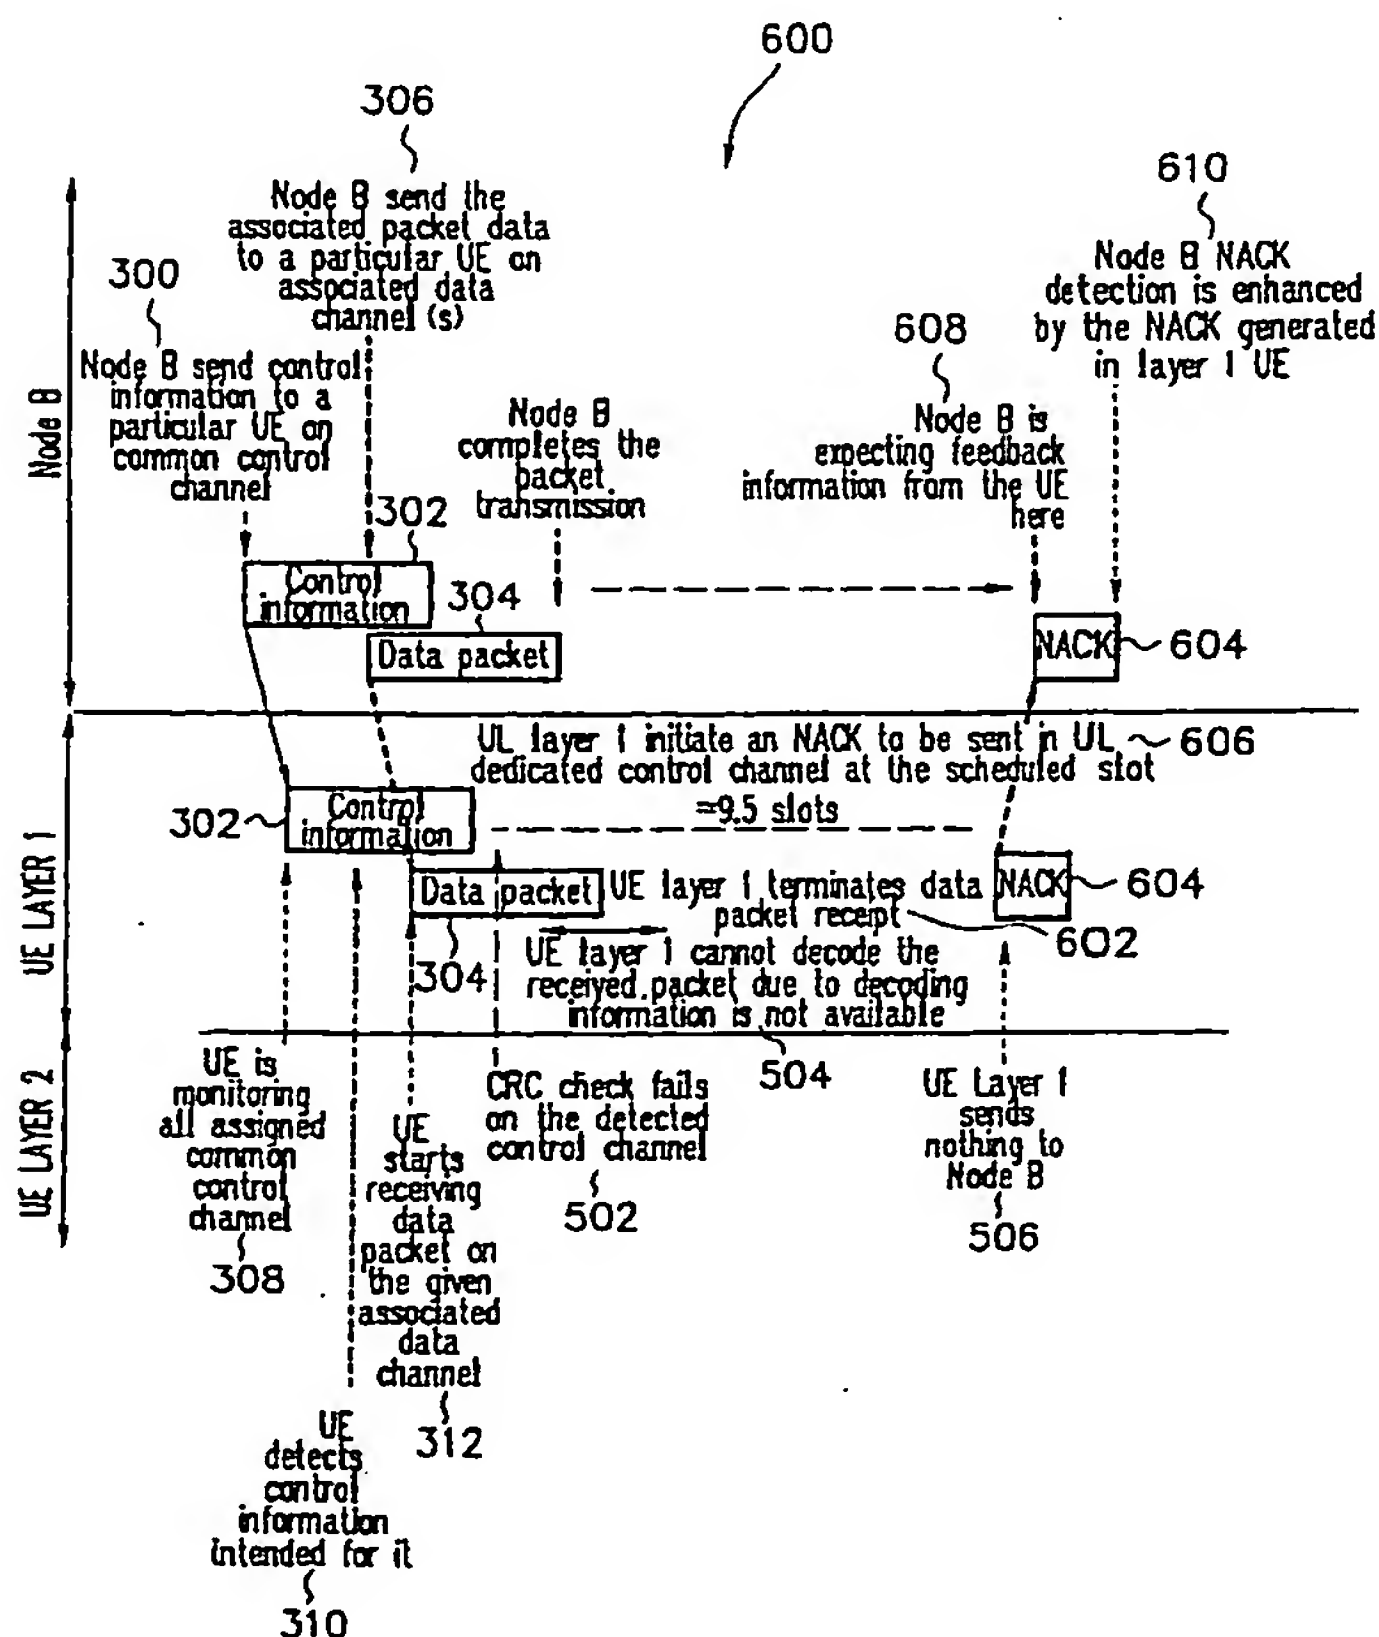 600
306
Node B send the
associated packet data
to a particular UE on
associated data
channel (s)
610
Node B NACK
detection is enhanced
by the NACK generated
in layer 1 UE
300
Node B send control
information to a
particular UE on
common control
channel
608
Node B is
expecting feedback
information from the UE
here
Node B
completes the
packet
transmission
Node B
302
Control
information
304
Data packet
NACK
604
UL layer 1 initiate an NACK to be sent in UL
dedicated control channel at the scheduled slot
606
≈9.5 slots
UE LAYER 1
302
Control
information
Data packet
304
UE layer 1 terminates data
packet receipt
602
NACK
604
UE layer 1 cannot decode the
received packet due to decoding
information is not available
504
UE LAYER 2
UE is
monitoring
all assigned
common
control
channel
308
UE
starts
receiving
data
packet on
the given
associated
data
channel
312
CRC check fails
on the detected
control channel
502
UE Layer 1
sends
nothing to
Node B
506
UE
detects
control
information
intended for it
310